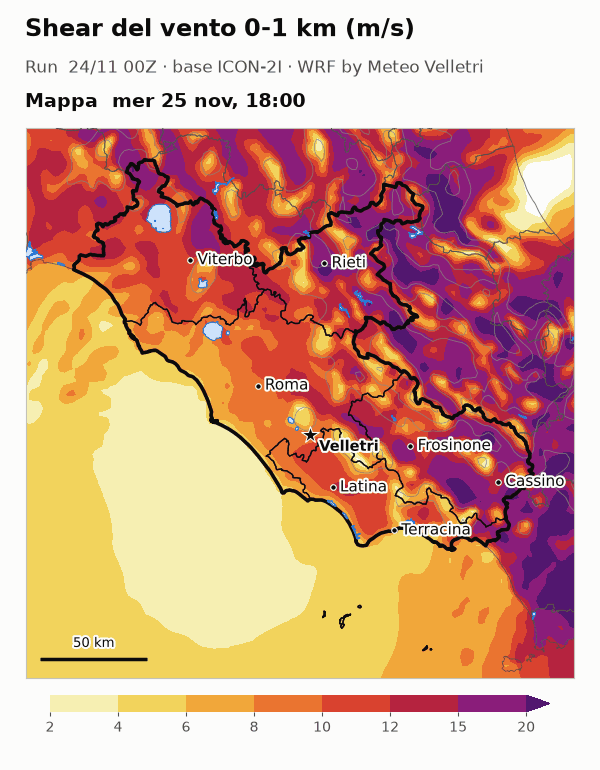 Shear del vento 0-1 km (m/s)
Run  24/11 00Z · base ICON-2I · WRF by Meteo Velletri
Mappa  mer 25 nov, 18:00
Viterbo
Rieti
Roma
Velletri
Frosinone
Cassino
Latina
Terracina
50 km
2 4 6 8 10 12 15 20